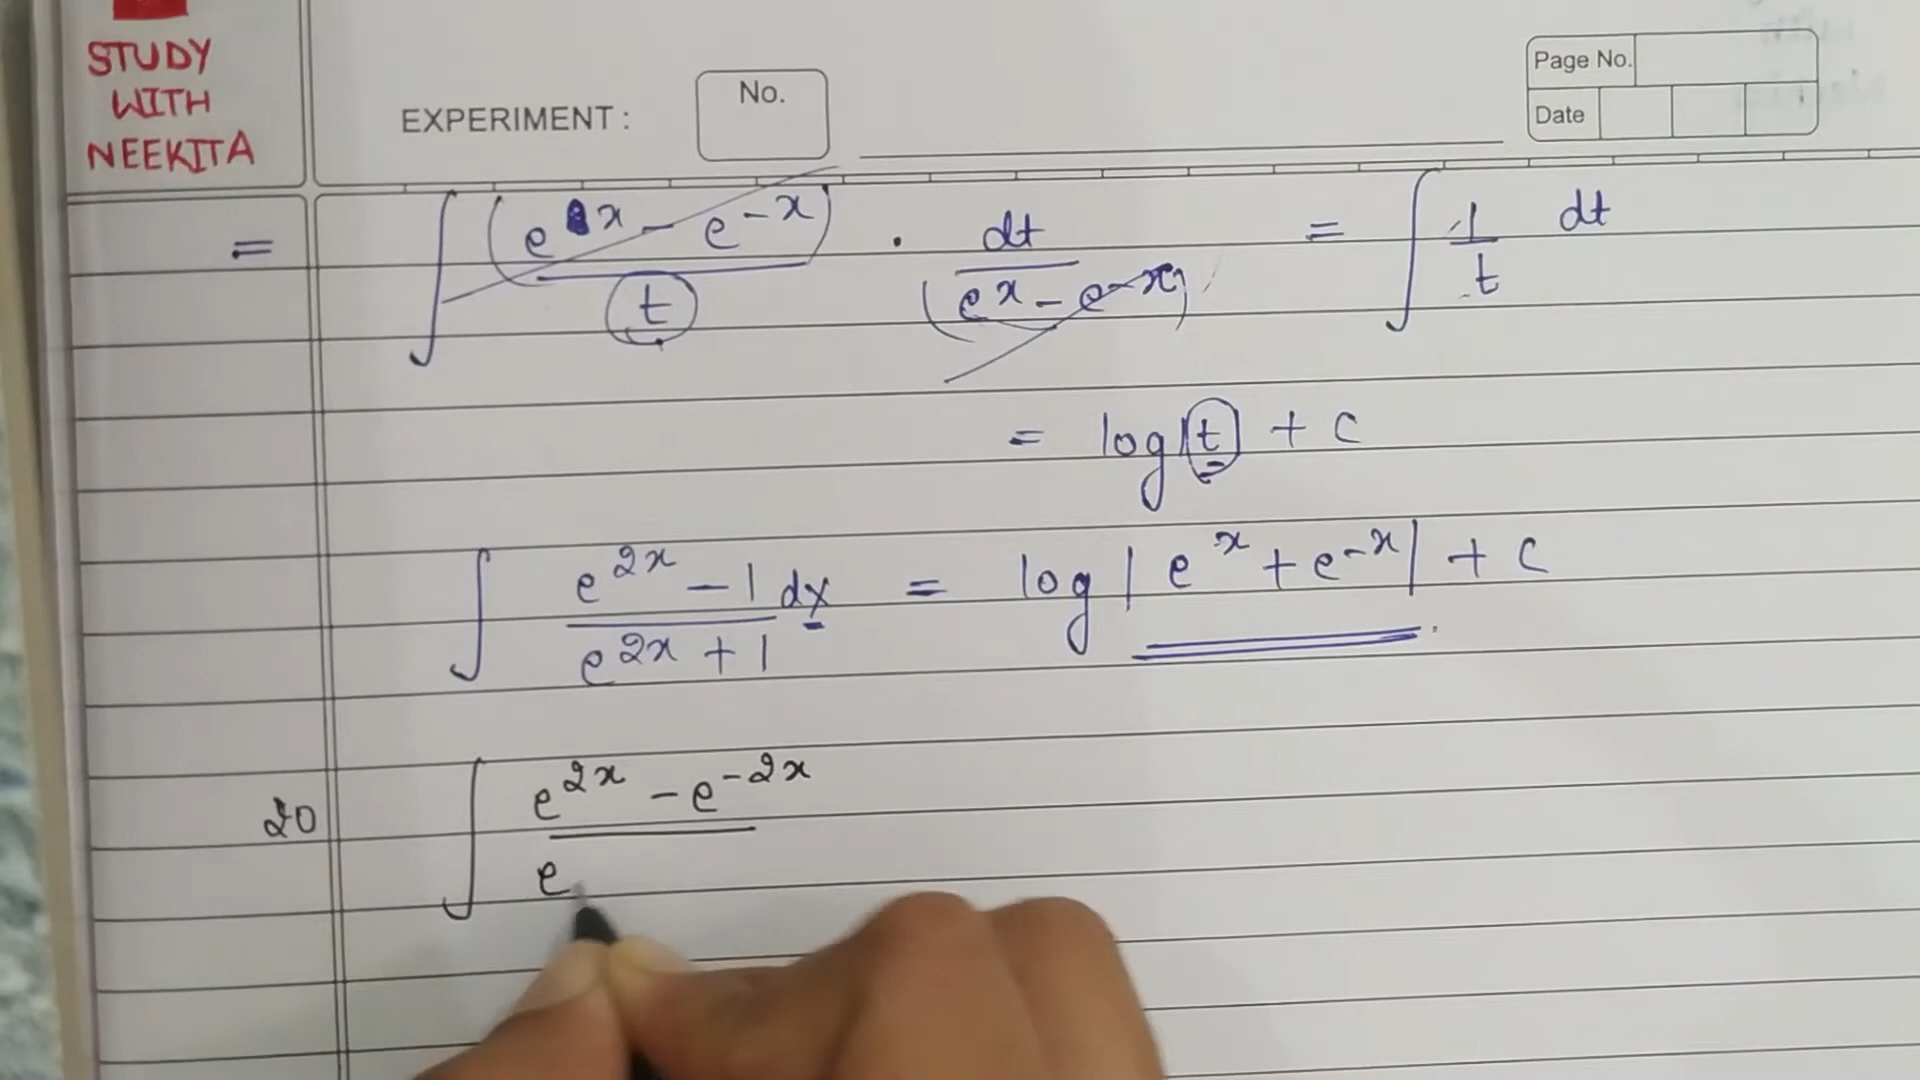 STUDY
WITH
NEEKITA
EXPERIMENT :
No.
Page No.
Date
= ∫ (e^x - e^-x)/t . dt/(e^x - e^-x) = ∫ 1/t dt
= log|t| + c
∫ (e^2x - 1)/(e^2x + 1) dx = log | e^x + e^-x | + c
20 ∫ (e^2x - e^-2x)/e